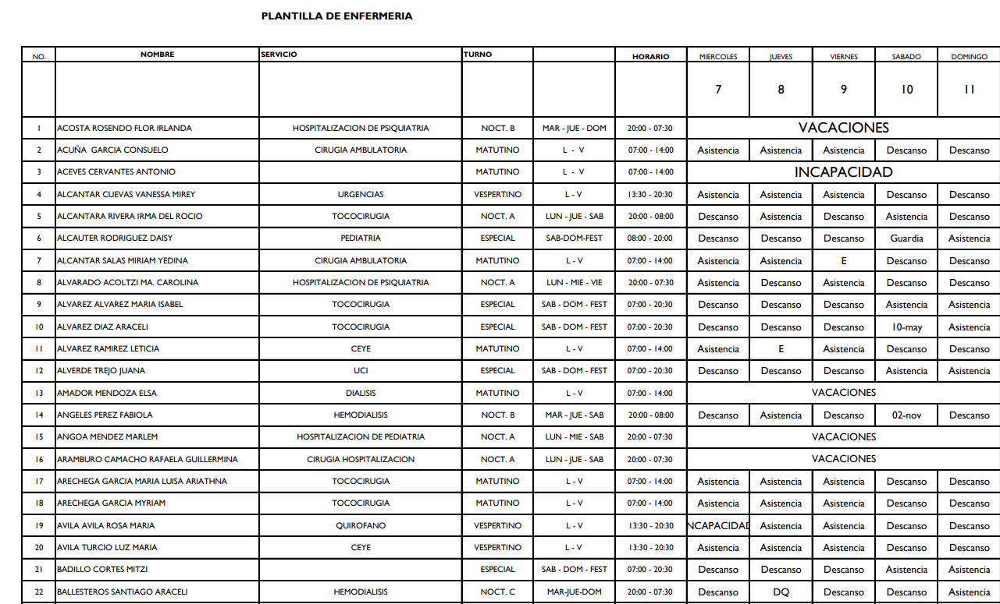 PLANTILLA DE ENFERMERIA
NO. NOMBRE SERVICIO TURNO HORARIO MIERCOLES JUEVES VIERNES SABADO DOMINGO
7 8 9 10 11
1 ACOSTA ROSENDO FLOR IRLANDA HOSPITALIZACION DE PSIQUIATRIA NOCT. B MAR - JUE - DOM 20:00 - 07:30 VACACIONES
2 ACUÑA GARCIA CONSUELO CIRUGIA AMBULATORIA MATUTINO L - V 07:00 - 14:00 Asistencia Asistencia Asistencia Descanso Descanso
3 ACEVES CERVANTES ANTONIO MATUTINO L - V 07:00 - 14:00 INCAPACIDAD
4 ALCANTAR CUEVAS VANESSA MIREY URGENCIAS VESPERTINO L - V 13:30 - 20:30 Asistencia Asistencia Asistencia Descanso Descanso
5 ALCANTARA RIVERA IRMA DEL ROCIO TOCOCIRUGIA NOCT. A LUN - JUE - SAB 20:00 - 08:00 Descanso Asistencia Descanso Asistencia Descanso
6 ALCAUTER RODRIGUEZ DAISY PEDIATRIA ESPECIAL SAB-DOM-FEST 08:00 - 20:00 Descanso Descanso Descanso Guardia Asistencia
7 ALCANTAR SALAS MIRIAM YEDINA CIRUGIA AMBULATORIA MATUTINO L - V 07:00 - 14:00 Asistencia Asistencia E Descanso Descanso
8 ALVARADO ACOLTZI MA. CAROLINA HOSPITALIZACION DE PSIQUIATRIA NOCT. A LUN - MIE - VIE 20:00 - 07:30 Asistencia Descanso Asistencia Descanso Descanso
9 ALVAREZ ALVAREZ MARIA ISABEL TOCOCIRUGIA ESPECIAL SAB - DOM - FEST 07:00 - 20:30 Descanso Descanso Descanso Asistencia Asistencia
10 ALVAREZ DIAZ ARACELI TOCOCIRUGIA ESPECIAL SAB - DOM - FEST 07:00 - 20:30 Descanso Descanso Descanso 10-may Asistencia
11 ALVAREZ RAMIREZ LETICIA CEYE MATUTINO L - V 07:00 - 14:00 Asistencia E Asistencia Descanso Descanso
12 ALVERDE TREJO JUANA UCI ESPECIAL SAB - DOM - FEST 07:00 - 20:30 Descanso Descanso Descanso Asistencia Asistencia
13 AMADOR MENDOZA ELSA DIALISIS MATUTINO L - V 07:00 - 14:00 VACACIONES
14 ANGELES PEREZ FABIOLA HEMODIALISIS NOCT. B MAR - JUE - SAB 20:00 - 08:00 Descanso Asistencia Descanso 02-nov Descanso
15 ANGOA MENDEZ MARLEM HOSPITALIZACION DE PEDIATRIA NOCT. A LUN - MIE - SAB 20:00 - 07:30 VACACIONES
16 ARAMBURO CAMACHO RAFAELA GUILLERMINA CIRUGIA HOSPITALIZACION NOCT. A LUN - JUE - SAB 20:00 - 07:30 VACACIONES
17 ARECHEGA GARCIA MARIA LUISA ARIATHNA TOCOCIRUGIA MATUTINO L - V 07:00 - 14:00 Asistencia Asistencia Asistencia Descanso Descanso
18 ARECHEGA GARCIA MYRIAM TOCOCIRUGIA MATUTINO L - V 07:00 - 14:00 Asistencia Asistencia Asistencia Descanso Descanso
19 AVILA AVILA ROSA MARIA QUIROFANO VESPERTINO L - V 13:30 - 20:30 NCAPACIDAD Asistencia Asistencia Descanso Descanso
20 AVILA TURCIO LUZ MARIA CEYE VESPERTINO L - V 13:30 - 20:30 Asistencia Asistencia Asistencia Descanso Descanso
21 BADILLO CORTES MITZI ESPECIAL SAB - DOM - FEST 07:00 - 20:30 Descanso Descanso Descanso Asistencia Asistencia
22 BALLESTEROS SANTIAGO ARACELI HEMODIALISIS NOCT. C MAR-JUE-DOM 20:00 - 07:30 Descanso DQ Descanso Descanso Asistencia